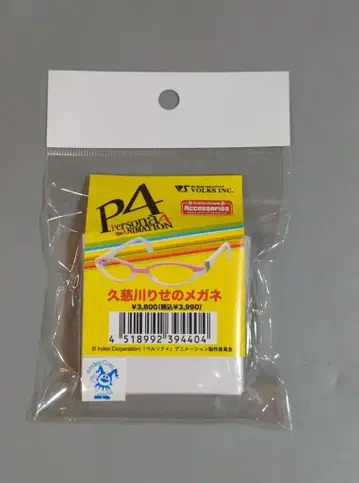 VOLKS INC.
P4
Persona4
the ANIMATION
Accessories
久慈川りせのメガネ
¥3,800(税込¥3,990)
4 518992 394404
© Index Corporation/「ペルソナ4」アニメーション製作委員会